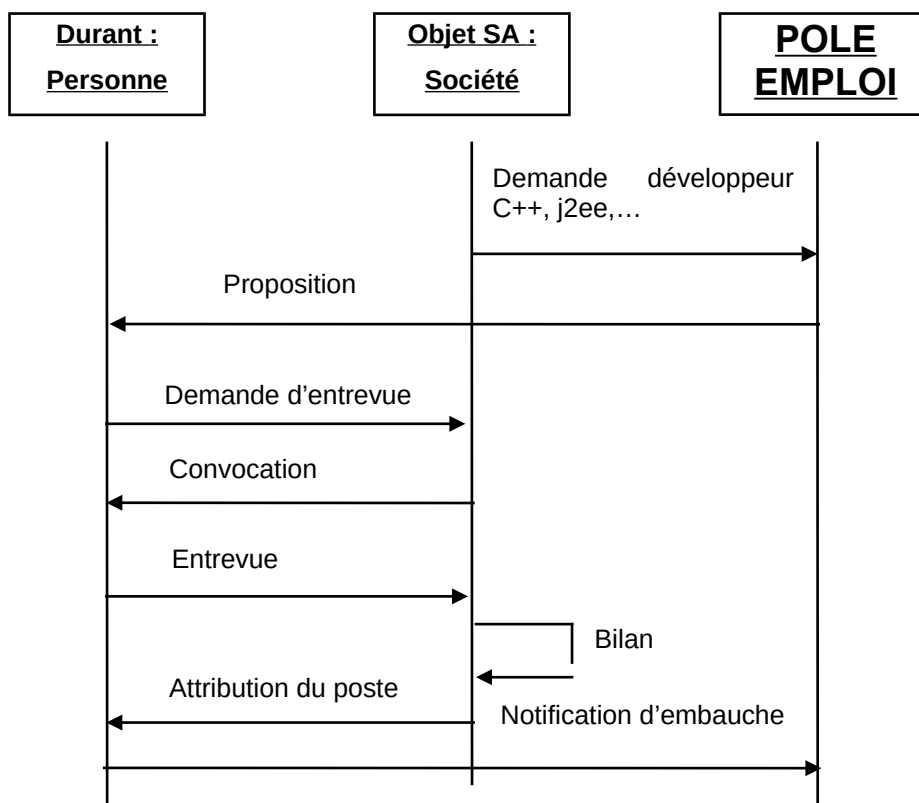 Durant :
Personne
Objet SA :
Société
POLE
EMPLOI
Demande développeur
C++, j2ee,…
Proposition
Demande d’entrevue
Convocation
Entrevue
Bilan
Attribution du poste
Notification d’embauche